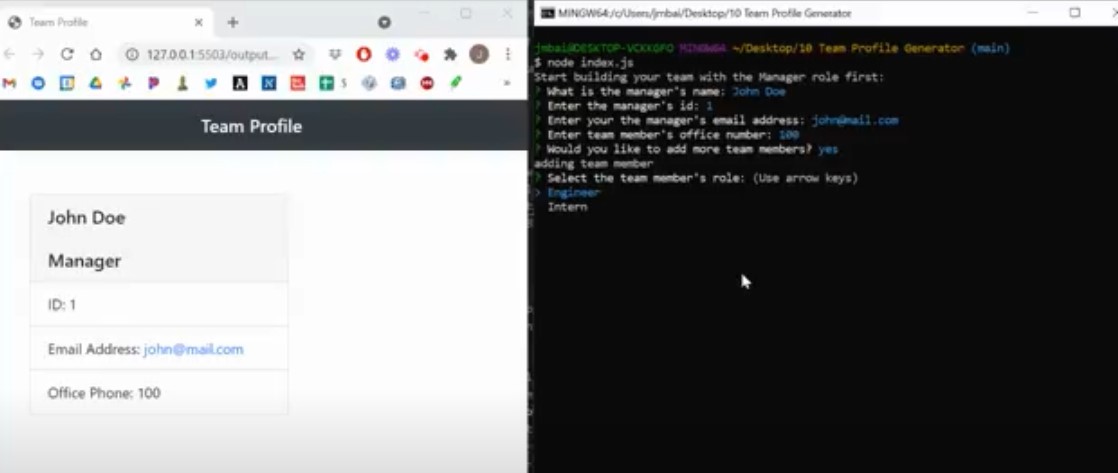 Team Profile
127.0.0.1:5503/output...
Team Profile
John Doe
Manager
ID: 1
Email Address: john@mail.com
Office Phone: 100
MINGW64:/c/Users/jmbai/Desktop/10 Team Profile Generator
jmbai@DESKTOP-VCKKGFO MINGW64 ~/Desktop/10 Team Profile Generator (main)
$ node index.js
Start building your team with the Manager role first:
? What is the manager's name: John Doe
? Enter the manager's id: 1
? Enter your the manager's email address: john@mail.com
? Enter team member's office number: 100
? Would you like to add more team members? yes
adding team member
? Select the team member's role: (Use arrow keys)
> Engineer
Intern